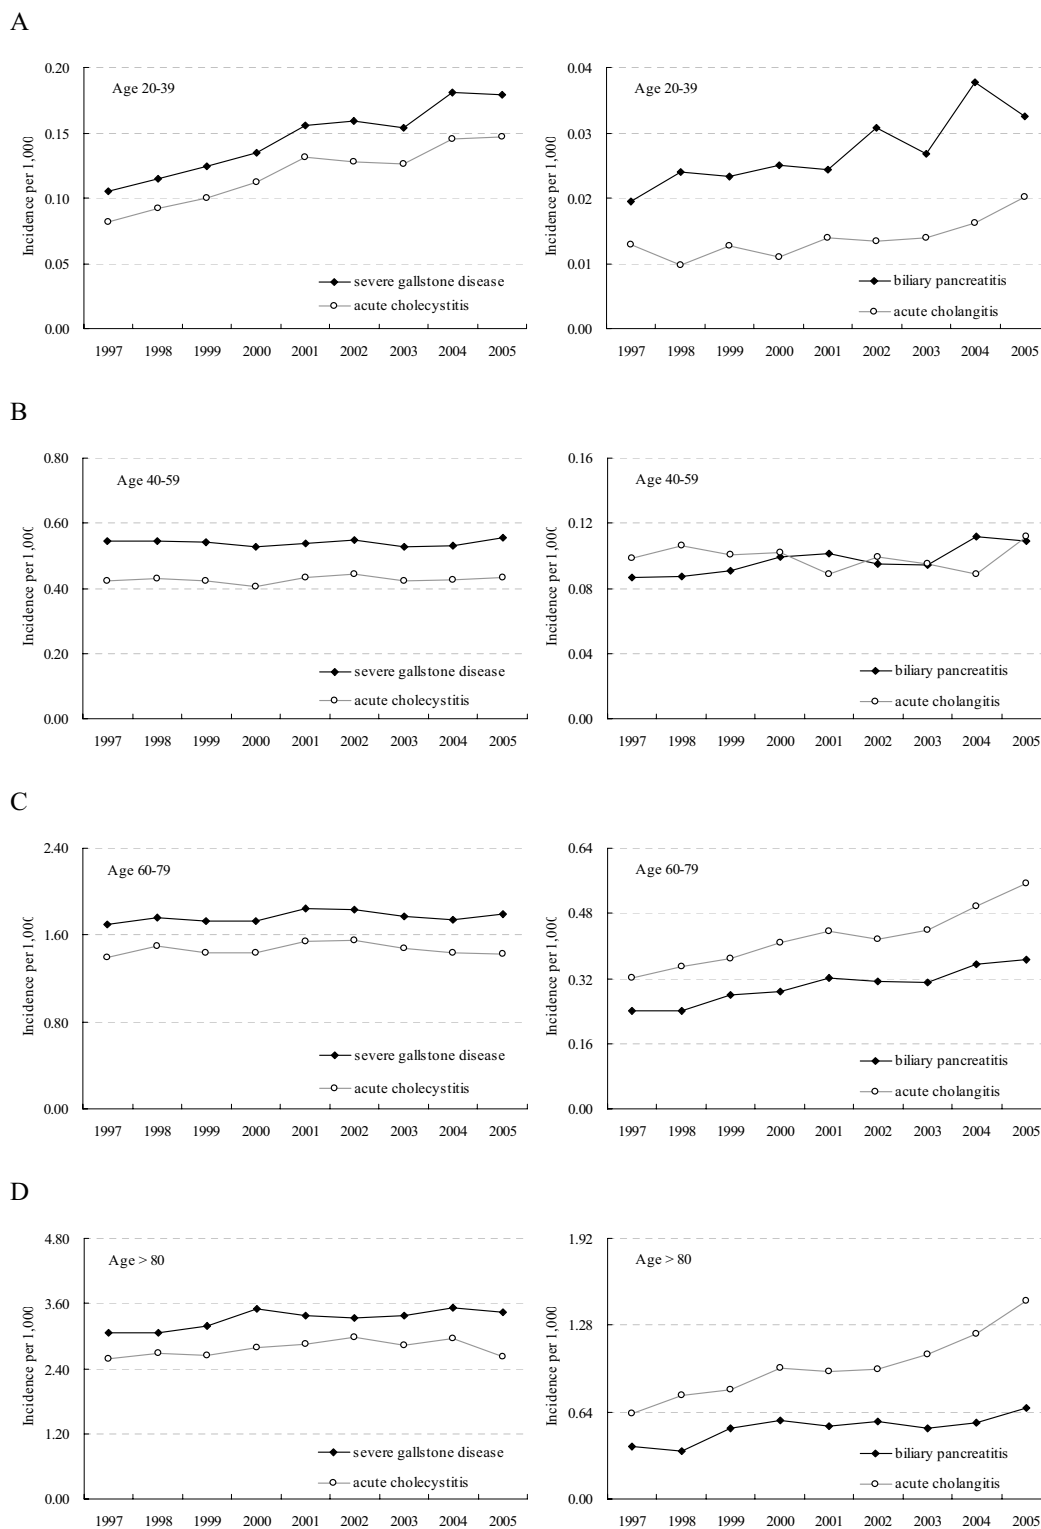 A
0.20
0.15
0.10
0.05
0.00
Incidence per 1,000
Age 20-39
severe gallstone disease
acute cholecystitis
1997 1998 1999 2000 2001 2002 2003 2004 2005
0.04
0.03
0.02
0.01
0.00
Incidence per 1,000
Age 20-39
biliary pancreatitis
acute cholangitis
1997 1998 1999 2000 2001 2002 2003 2004 2005
B
0.80
0.60
0.40
0.20
0.00
Incidence per 1,000
Age 40-59
severe gallstone disease
acute cholecystitis
1997 1998 1999 2000 2001 2002 2003 2004 2005
0.16
0.12
0.08
0.04
0.00
Incidence per 1,000
Age 40-59
biliary pancreatitis
acute cholangitis
1997 1998 1999 2000 2001 2002 2003 2004 2005
C
2.40
1.60
0.80
0.00
Incidence per 1,000
Age 60-79
severe gallstone disease
acute cholecystitis
1997 1998 1999 2000 2001 2002 2003 2004 2005
0.64
0.48
0.32
0.16
0.00
Incidence per 1,000
Age 60-79
biliary pancreatitis
acute cholangitis
1997 1998 1999 2000 2001 2002 2003 2004 2005
D
4.80
3.60
2.40
1.20
0.00
Incidence per 1,000
Age > 80
severe gallstone disease
acute cholecystitis
1997 1998 1999 2000 2001 2002 2003 2004 2005
1.92
1.28
0.64
0.00
Incidence per 1,000
Age > 80
biliary pancreatitis
acute cholangitis
1997 1998 1999 2000 2001 2002 2003 2004 2005